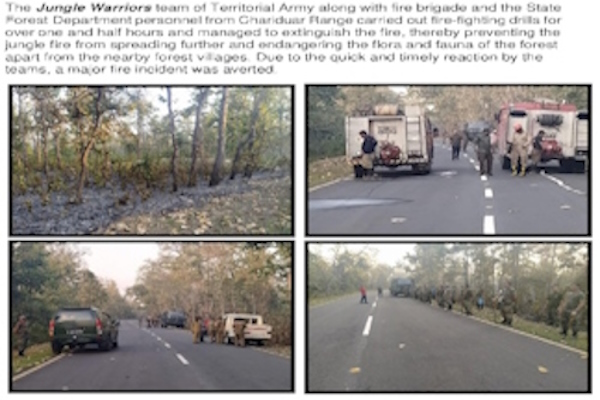 The Jungle Warriors team of Territorial Army along with fire brigade and the State
Forest Department personnel from Chariduar Range carried out fire-fighting drills for
over one and half hours and managed to extinguish the fire, thereby preventing the
jungle fire from spreading further and endangering the flora and fauna of the forest
apart from the nearby forest villages. Due to the quick and timely reaction by the
teams, a major fire incident was averted.